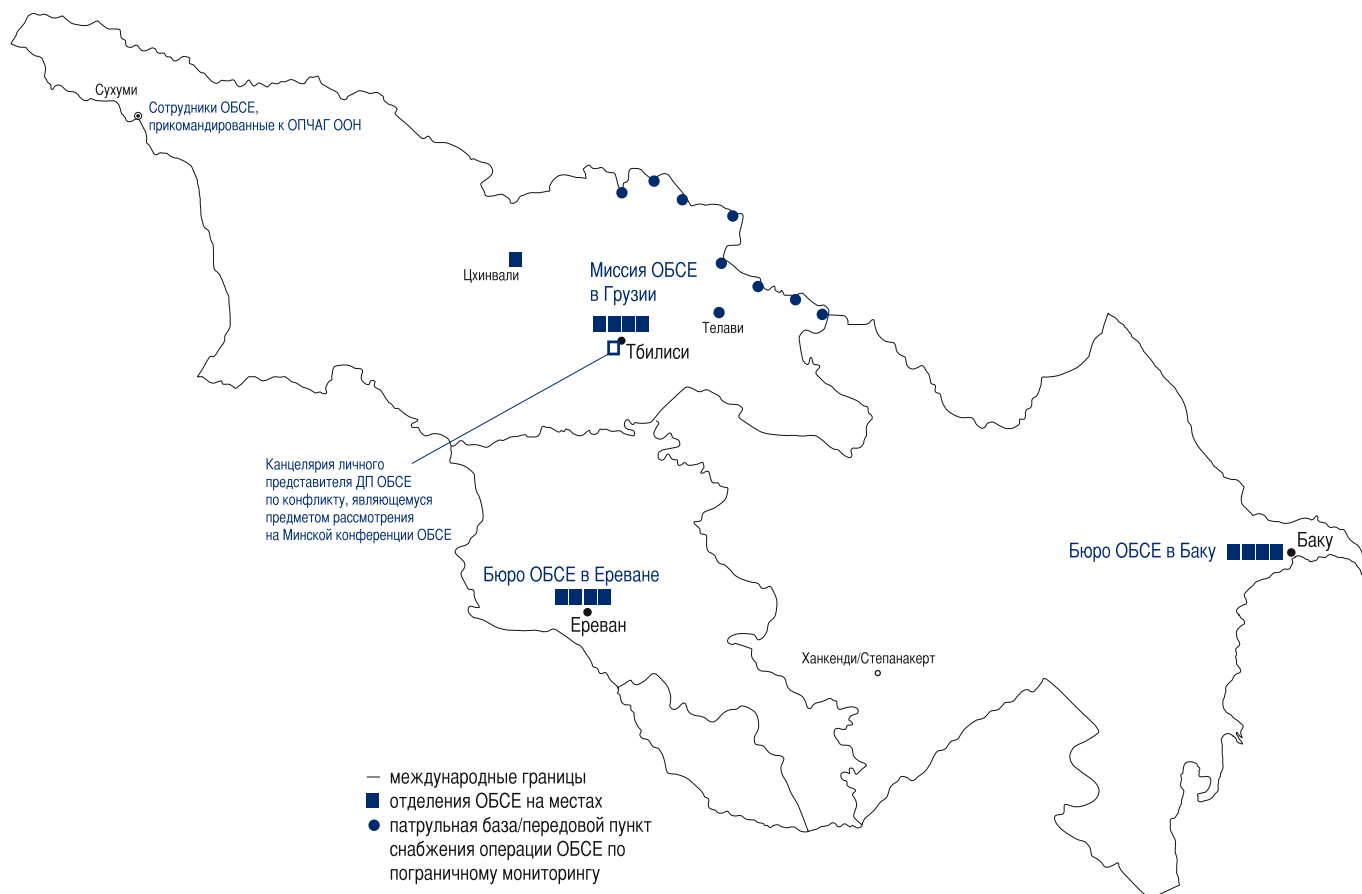 Сухуми
Сотрудники ОБСЕ,
прикомандированные к ОПЧАГ ООН
Цхинвали
Миссия ОБСЕ
в Грузии
Телави
Тбилиси
Канцелярия личного
представителя ДП ОБСЕ
по конфликту, являющемуся
предметом рассмотрения
на Минской конференции ОБСЕ
Бюро ОБСЕ в Баку
Баку
Бюро ОБСЕ в Ереване
Ереван
Ханкенди/Степанакерт
— международные границы
отделения ОБСЕ на местах
патрульная база/передовой пункт
снабжения операции ОБСЕ по
пограничному мониторингу